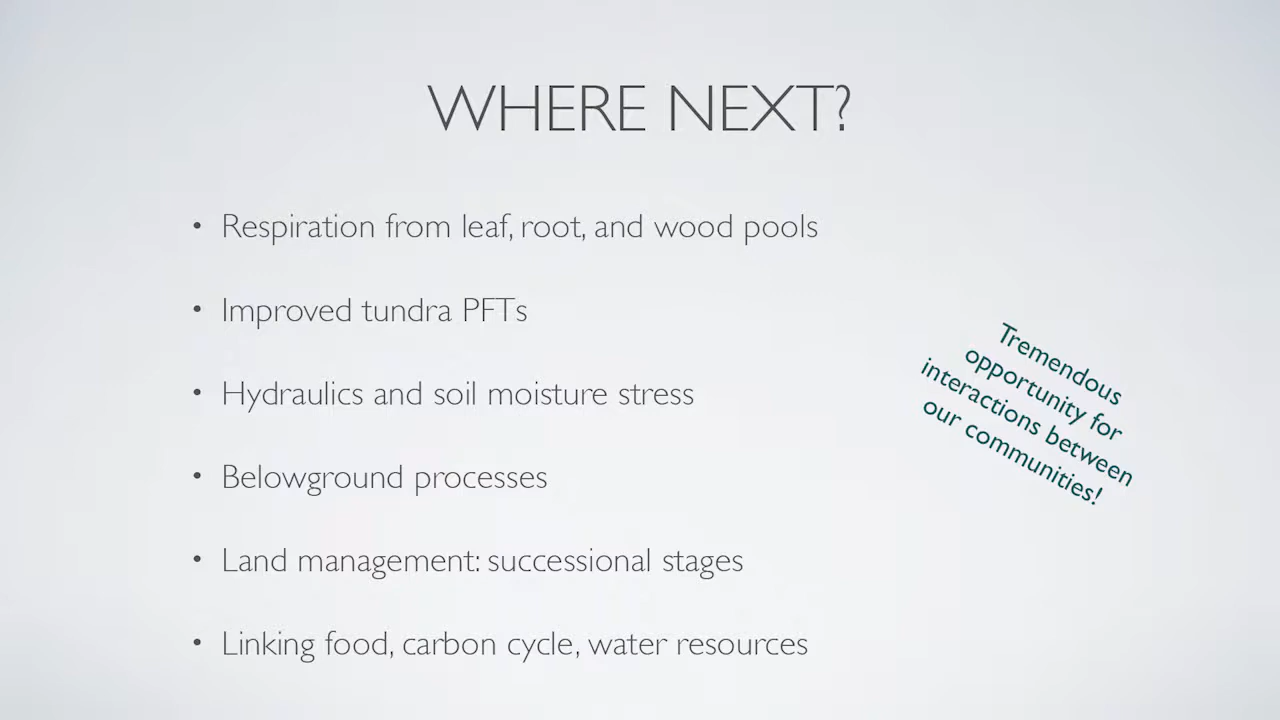 WHERE NEXT?
• Respiration from leaf, root, and wood pools
• Improved tundra PFTs
• Hydraulics and soil moisture stress
• Belowground processes
• Land management: successional stages
• Linking food, carbon cycle, water resources
Tremendous
opportunity for
interactions between
our communities!